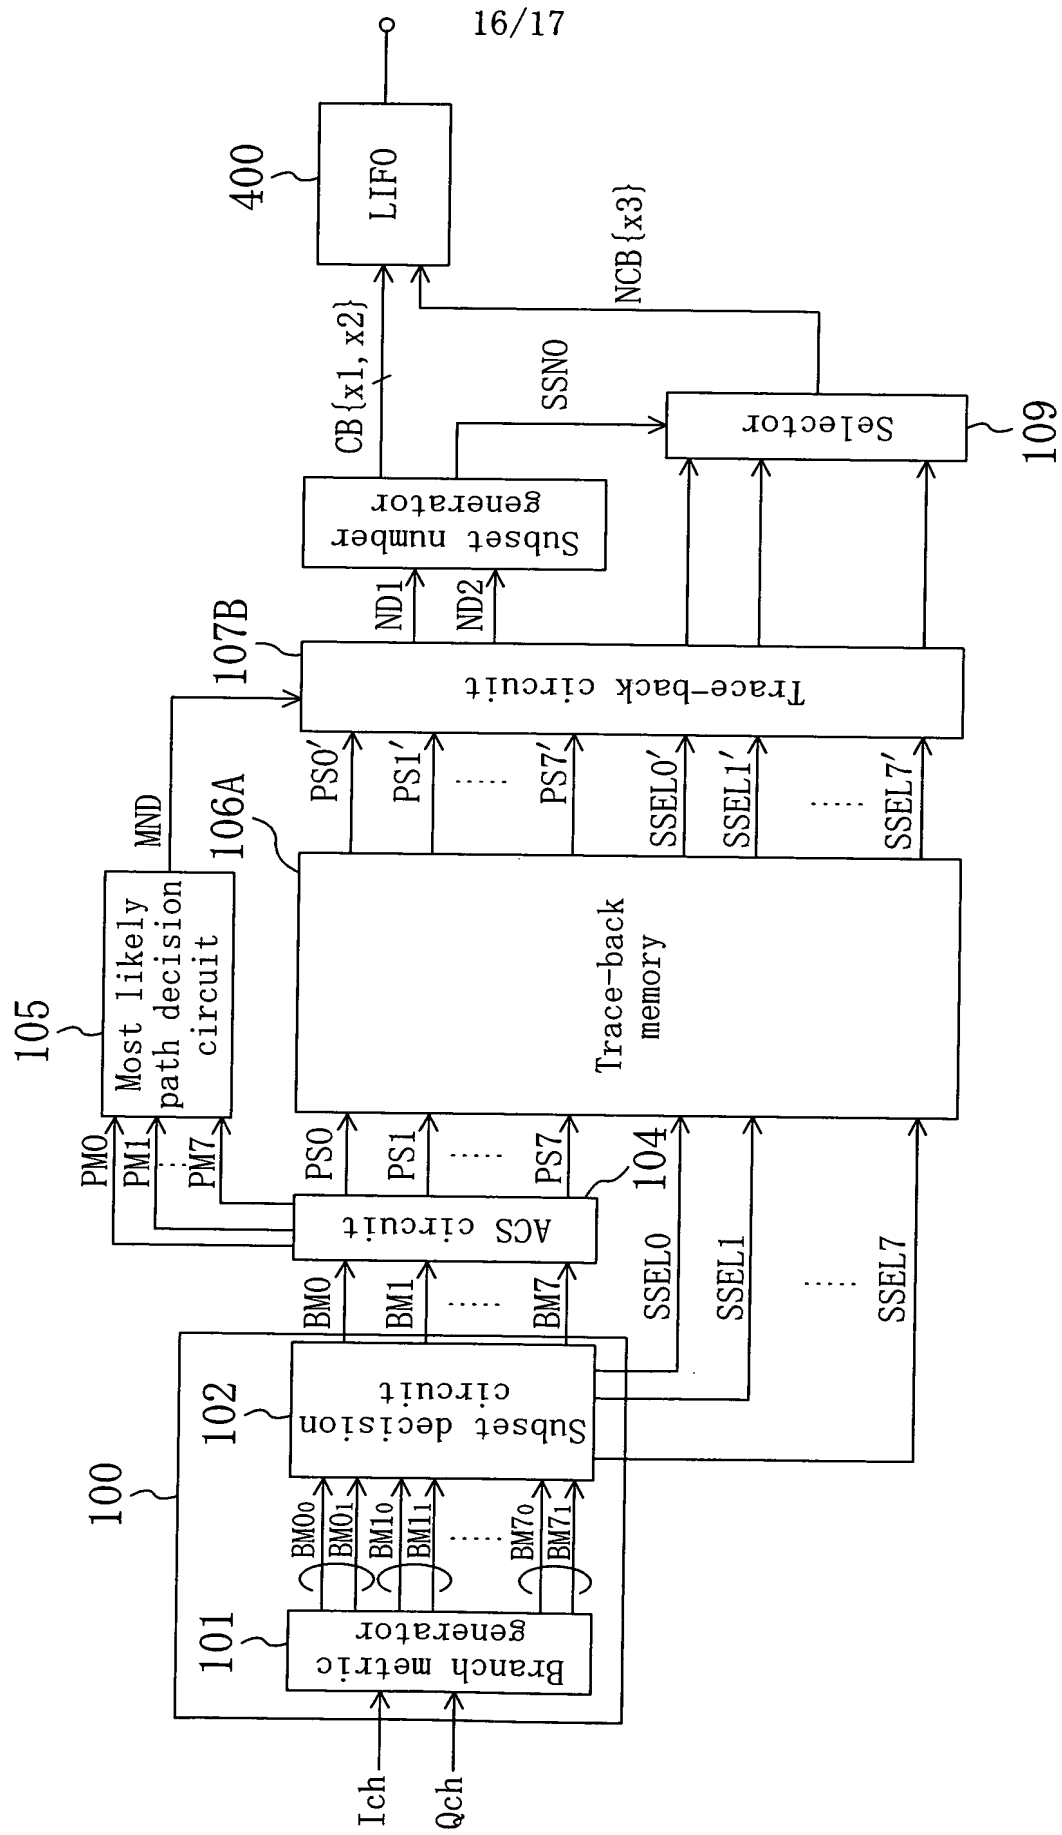 16/17
Ich
Qch
100
101
Branch metric
generator
BM0₀
BM0₁
BM1₀
BM1₁
.....
BM7₀
BM7₁
102
Subset decision
circuit
BM0
BM1
.....
BM7
SSEL0
SSEL1
.....
SSEL7
ACS circuit
104
PM0
PM1
.....
PM7
105
Most likely
path decision
circuit
MND
PS0
PS1
.....
PS7
106A
Trace-back
memory
PS0'
PS1'
.....
PS7'
SSEL0'
SSEL1'
.....
SSEL7'
107B
Trace-back circuit
ND1
ND2
Subset number
generator
CB{x1, x2}
SSNO
Selector
109
NCB{x3}
400
LIFO